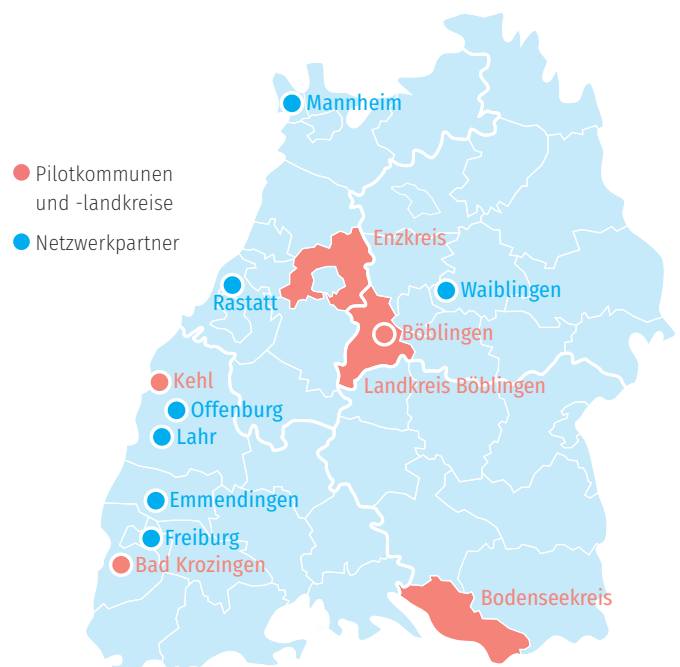 Mannheim
Pilotkommunen
und -landkreise
Netzwerkpartner
Enzkreis
Waiblingen
Rastatt
Böblingen
Kehl
Landkreis Böblingen
Offenburg
Lahr
Emmendingen
Freiburg
Bad Krozingen
Bodenseekreis